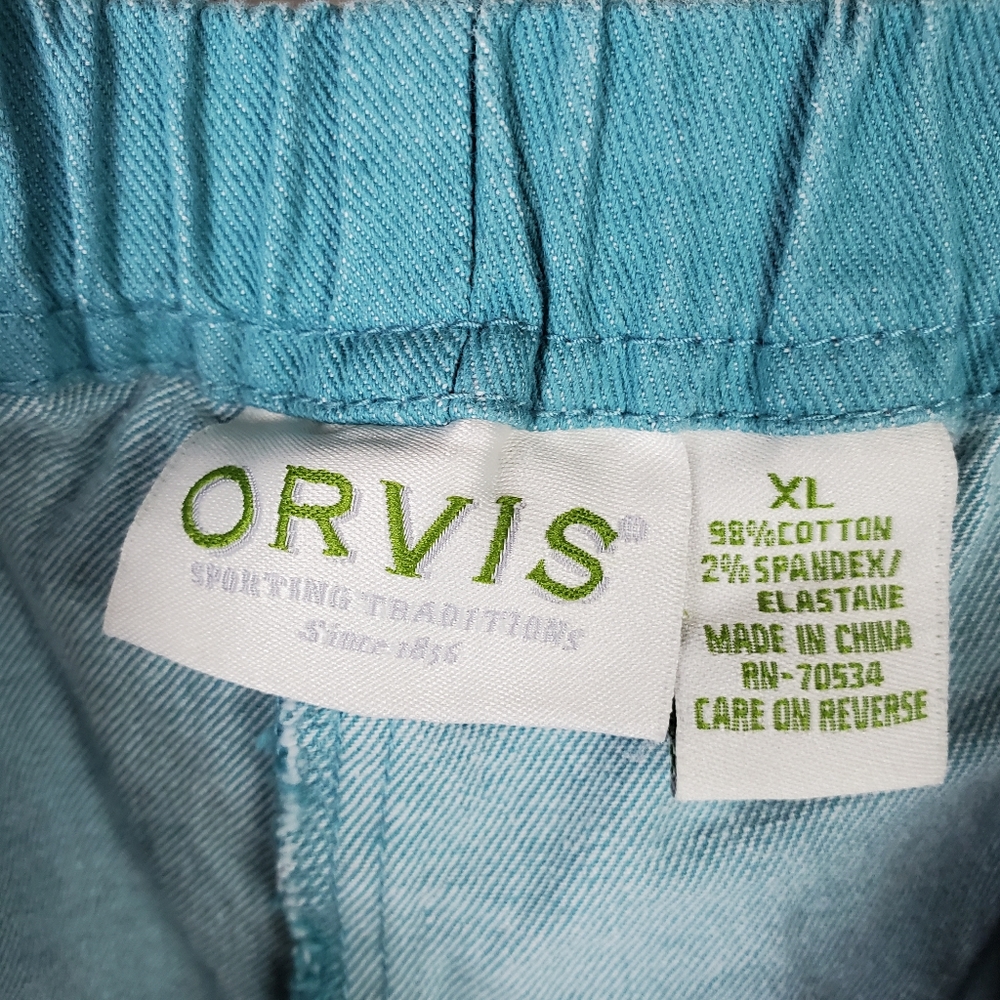 ORVIS®
SPORTING TRADITIONS
Since 1856
XL
98%COTTON
2%SPANDEX/
ELASTANE
MADE IN CHINA
RN-70534
CARE ON REVERSE